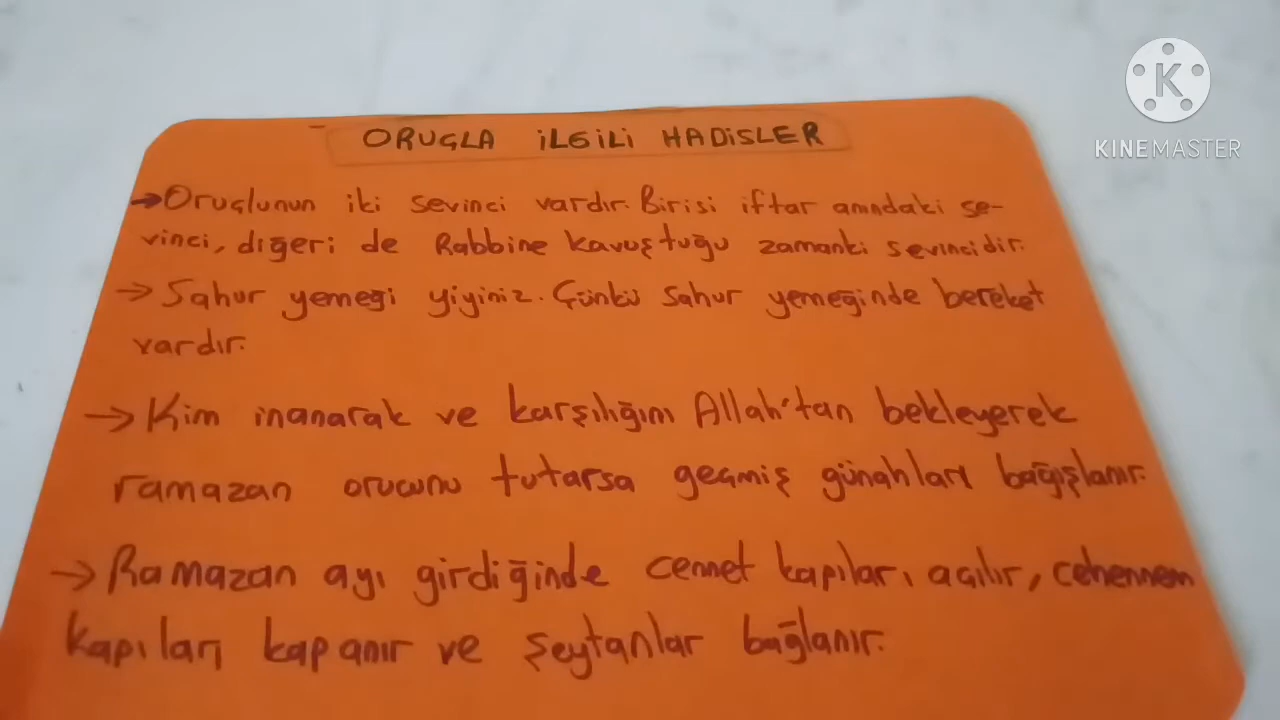 ORUÇLA İLGİLİ HADİSLER
→Oruçlunun iki sevinci vardır. Birisi iftar anındaki se-
vinci, diğeri de Rabbine kavuştuğu zamanki sevincidir.
→ Sahur yemeği yiyiniz. Çünkü sahur yemeğinde bereket
vardır.
→ Kim inanarak ve karşılığını Allah'tan bekleyerek
ramazan orucunu tutarsa geçmiş günahları bağışlanır.
→ Ramazan ayı girdiğinde cennet kapıları açılır, cehennem
kapıları kapanır ve şeytanlar bağlanır.
K
KINEMASTER